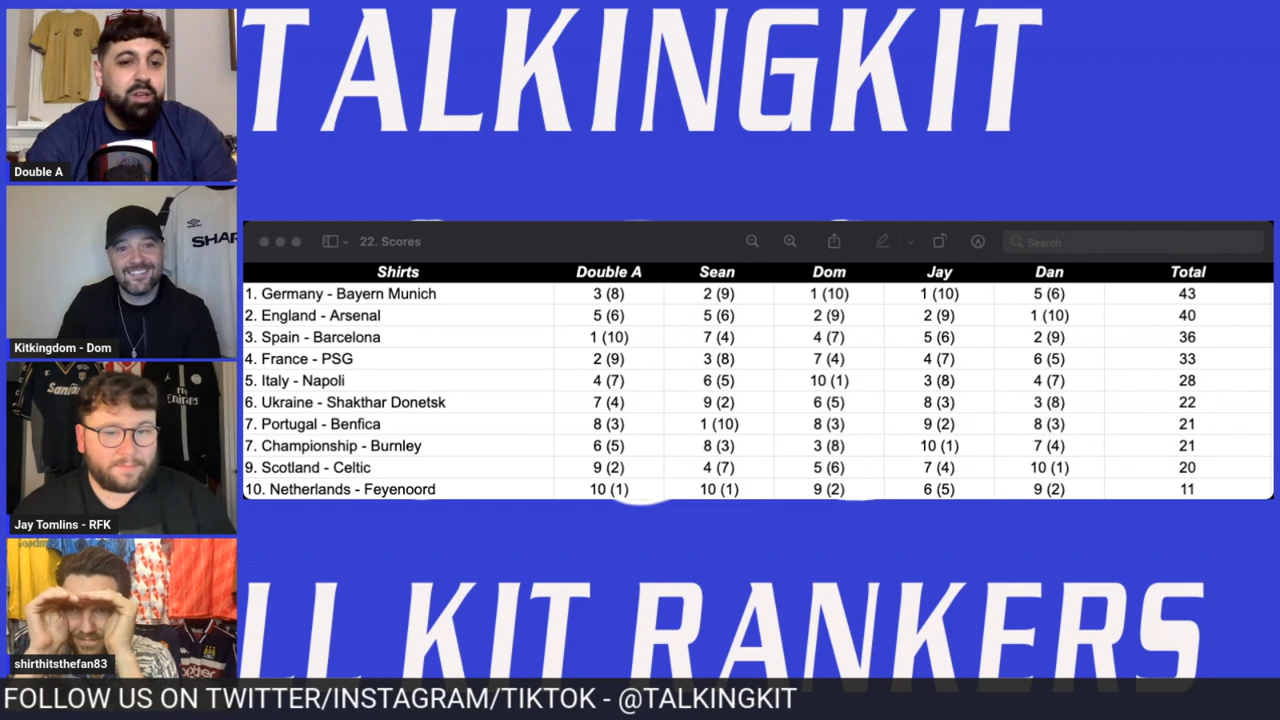 TALKINGKIT
Double A
SHAR
Kitkingdom - Dom
Fly
Emirates
Jay Tomlins - RFK
shirthitsthefan83
22. Scores
Search
Shirts Double A Sean Dom Jay Dan Total
1. Germany - Bayern Munich 3 (8) 2 (9) 1 (10) 1 (10) 5 (6) 43
2. England - Arsenal 5 (6) 5 (6) 2 (9) 2 (9) 1 (10) 40
3. Spain - Barcelona 1 (10) 7 (4) 4 (7) 5 (6) 2 (9) 36
4. France - PSG 2 (9) 3 (8) 7 (4) 4 (7) 6 (5) 33
5. Italy - Napoli 4 (7) 6 (5) 10 (1) 3 (8) 4 (7) 28
6. Ukraine - Shakthar Donetsk 7 (4) 9 (2) 6 (5) 8 (3) 3 (8) 22
7. Portugal - Benfica 8 (3) 1 (10) 8 (3) 9 (2) 8 (3) 21
7. Championship - Burnley 6 (5) 8 (3) 3 (8) 10 (1) 7 (4) 21
9. Scotland - Celtic 9 (2) 4 (7) 5 (6) 7 (4) 10 (1) 20
10. Netherlands - Feyenoord 10 (1) 10 (1) 9 (2) 6 (5) 9 (2) 11
LL KIT RANKERS
FOLLOW US ON TWITTER/INSTAGRAM/TIKTOK - @TALKINGKIT